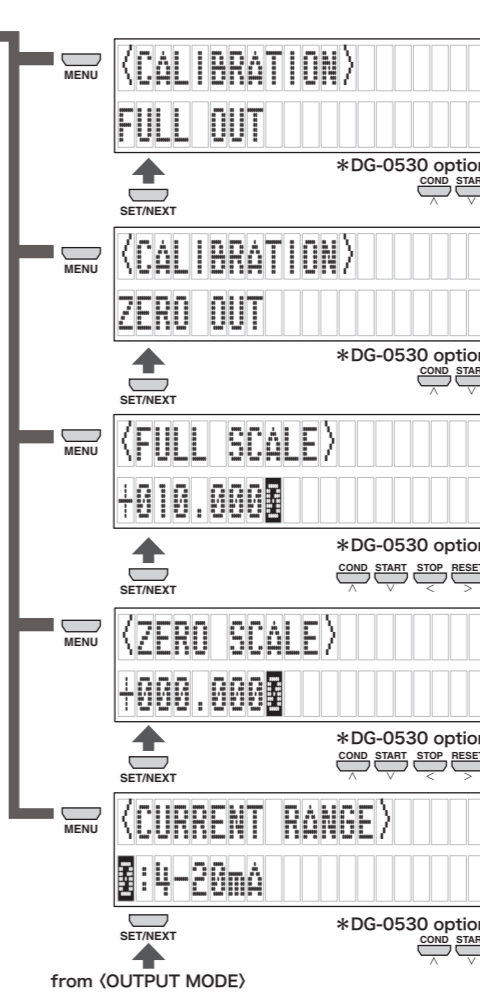 MENU
〈CALIBRATION〉
FULL OUT
SET/NEXT
*DG-0530 option
COND STAR
MENU
〈CALIBRATION〉
ZERO OUT
SET/NEXT
*DG-0530 option
COND STAR
MENU
〈FULL SCALE〉
+010.0000
SET/NEXT
*DG-0530 option
COND START STOP RESET
< >
MENU
〈ZERO SCALE〉
+000.0000
SET/NEXT
*DG-0530 option
COND START STOP RESET
< >
MENU
〈CURRENT RANGE〉
0:4-20mA
SET/NEXT
*DG-0530 option
COND STAR
from 〈OUTPUT MODE〉